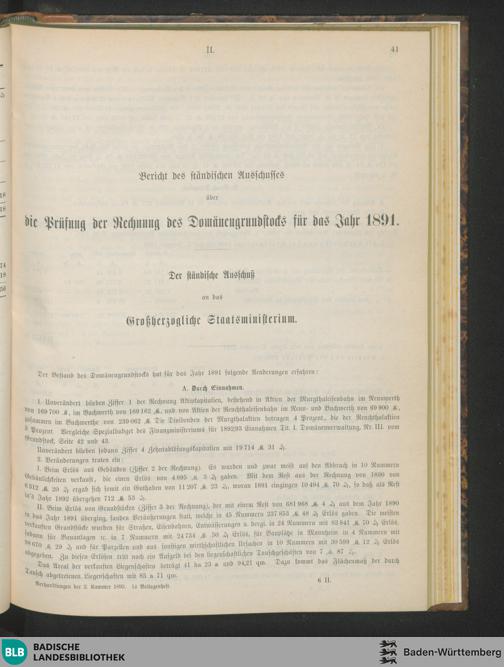 II.
41
Bericht des ständischen Ausschusses
über
die Prüfung der Rechnung des Domänengrundstocks für das Jahr 1891.
Der ständische Ausschuß
an das
Großherzogliche Staatsministerium.
Der Bestand des Domänengrundstocks hat für das Jahr 1891 folgende Aenderungen erfahren:
A. Durch Einnahmen.
1. Unverändert blieben Ziffer 1 der Rechnung Aktivkapitalien, bestehend in Aktien der Murgthaleisenbahn im Nennwerth
von 169 700 ℳ, im Buchwerth von 169 162 ℳ, und von Aktien der Renchthaleisenbahn im Nenn- und Buchwerth von 69 900 ℳ,
zusammen im Buchwerthe von 239 062 ℳ Die Dividenden der Murgthalaktien betragen 4 Prozent, die der Renchthalaktien
Prozent. Vergleiche Spezialbudget des Finanzministeriums für 1892/93 Einnahmen Tit. I. Domänenverwaltung, Nr. III. vom
Grundstock, Seite 42 und 43.
Unverändert blieben sodann Ziffer 4 Zehntablösungskapitalien mit 19 714 ℳ 31 ₰.
2. Veränderungen traten ein:
I. Beim Erlös aus Gebäuden (Ziffer 2 der Rechnung). Es wurden und zwar meist auf den Abbruch in 10 Nummern
Gebäulichkeiten verkauft, die einen Erlös von 4 895 ℳ 3 ₰ gaben. Mit dem Rest aus der Rechnung von 1890 von
6 312 ℳ 20 ₰ ergab sich somit ein Guthaben von 11 207 ℳ 23 ₰, woran 1891 eingingen 10 494 ℳ 70 ₰, so daß als Rest
in's Jahr 1892 übergehen 712 ℳ 53 ₰.
II. Beim Erlös von Grundstücken (Ziffer 3 der Rechnung), der mit einem Rest von 681 968 ℳ 4 ₰ aus dem Jahr 1890
in das Jahr 1891 überging, fanden Veräußerungen statt, welche in 45 Nummern 237 853 ℳ 48 ₰ Erlös gaben. Die meisten
verkauften Grundstücke wurden für Straßen, Eisenbahnen, Entwässerungen u. dergl. in 24 Nummern mit 83 841 ℳ 70 ₰ Erlös,
sodann für Bauanlagen in 7 Nummern mit 24 734 ℳ 30 ₰ Erlös, für Bauplätze in Mannheim in 4 Nummern mit
ℳ 29 ₰ und für Parzellen und aus sonstigen wirthschaftlichen Ursachen in 10 Nummern mit 30 599 ℳ 12 ₰ Erlös
abgegeben. Zu diesen Erlösen tritt noch ein Aufgeld bei den liegenschaftlichen Tauschgeschäften von 7 ℳ 87 ₰.
Das Areal der verkauften Liegenschaften beträgt 41 ha 23 a und 94,21 qm. Dazu kommt das Flächenmaß der durch
Tausch abgetretenen Liegenschaften mit 85 a 71 qm.
Verhandlungen der 2. Kammer 1893. 1s Beilagenheft.
6 II.
BLB
BADISCHE
LANDESBIBLIOTHEK
Baden-Württemberg